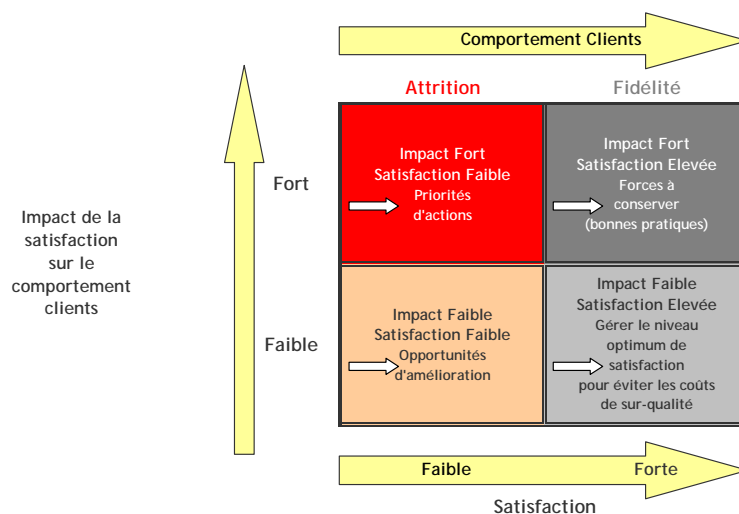 Comportement Clients
Attrition
Fidélité
Impact de la
satisfaction
sur le
comportement
clients
Fort
Impact Fort
Satisfaction Faible
Priorités
d'actions
Impact Fort
Satisfaction Elevée
Forces à
conserver
(bonnes pratiques)
Faible
Impact Faible
Satisfaction Faible
Opportunités
d'amélioration
Impact Faible
Satisfaction Elevée
Gérer le niveau
optimum de
satisfaction
pour éviter les coûts
de sur-qualité
Faible
Forte
Satisfaction